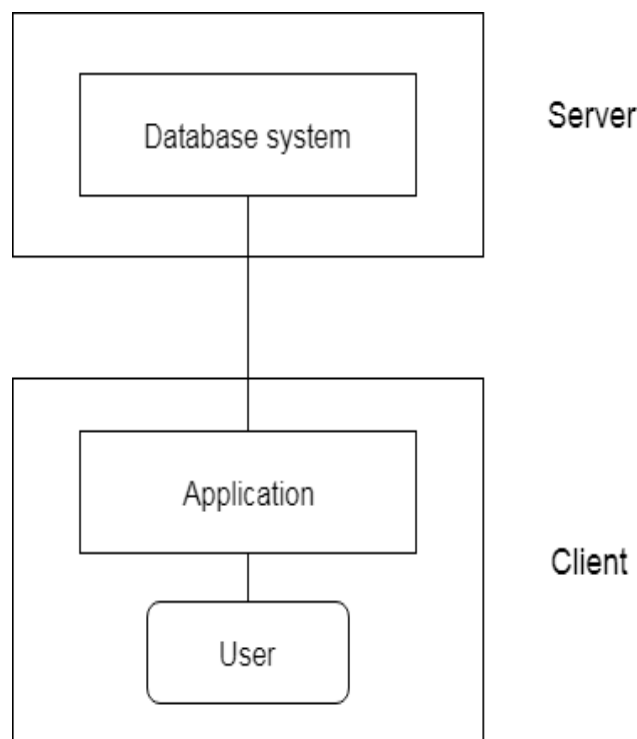 Database system
Server
Application
Client
User